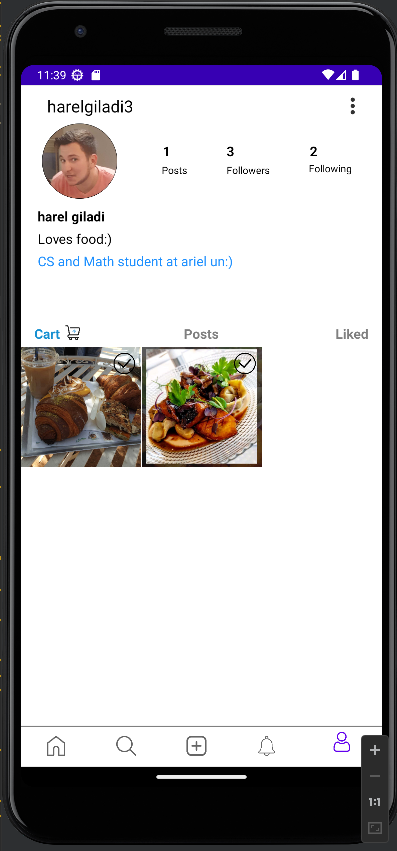 11:39
harelgiladi3
1 3 2
Posts Followers Following
harel giladi
Loves food:)
CS and Math student at ariel un:)
Cart Posts Liked
1:1